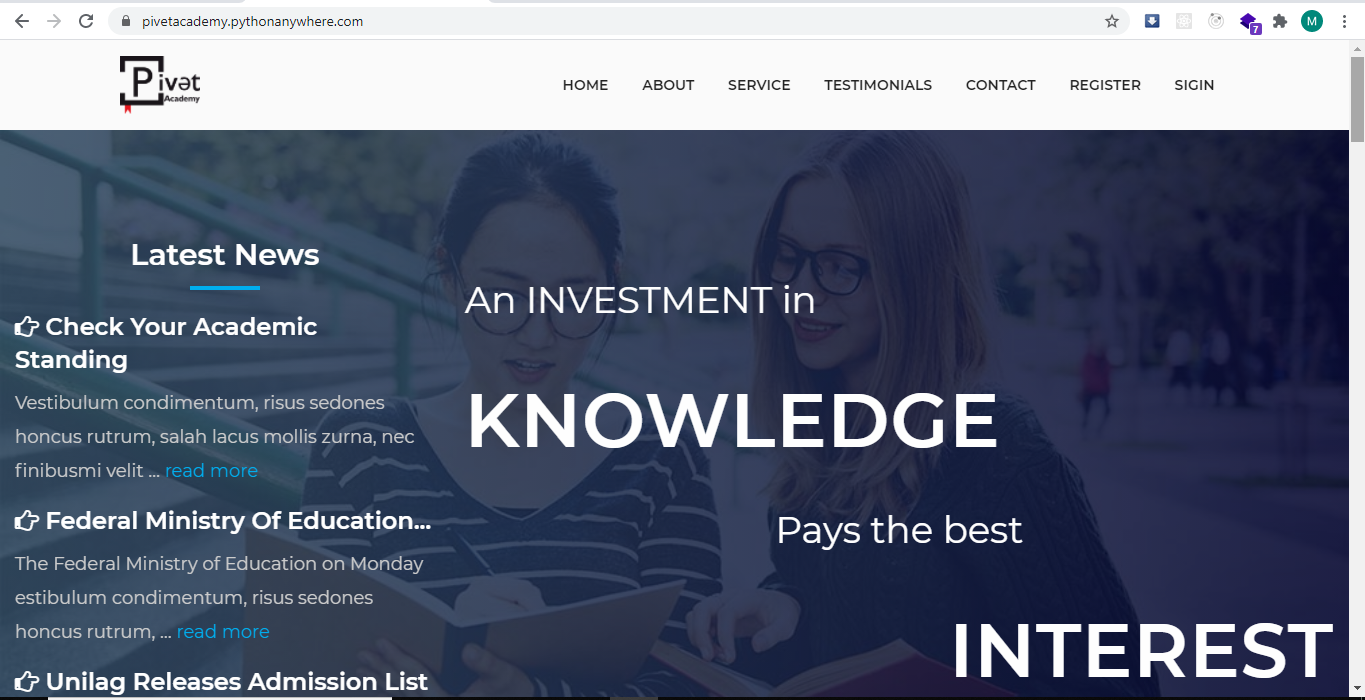 pivetacademy.pythonanywhere.com
7
M
Pivət
Academy
HOME ABOUT SERVICE TESTIMONIALS CONTACT REGISTER SIGIN
Latest News
Check Your Academic
Standing
Vestibulum condimentum, risus sedones
honcus rutrum, salah lacus mollis zurna, nec
finibusmi velit ... read more
Federal Ministry Of Education...
The Federal Ministry of Education on Monday
estibulum condimentum, risus sedones
honcus rutrum, ... read more
Unilag Releases Admission List
An INVESTMENT in
KNOWLEDGE
Pays the best
INTEREST